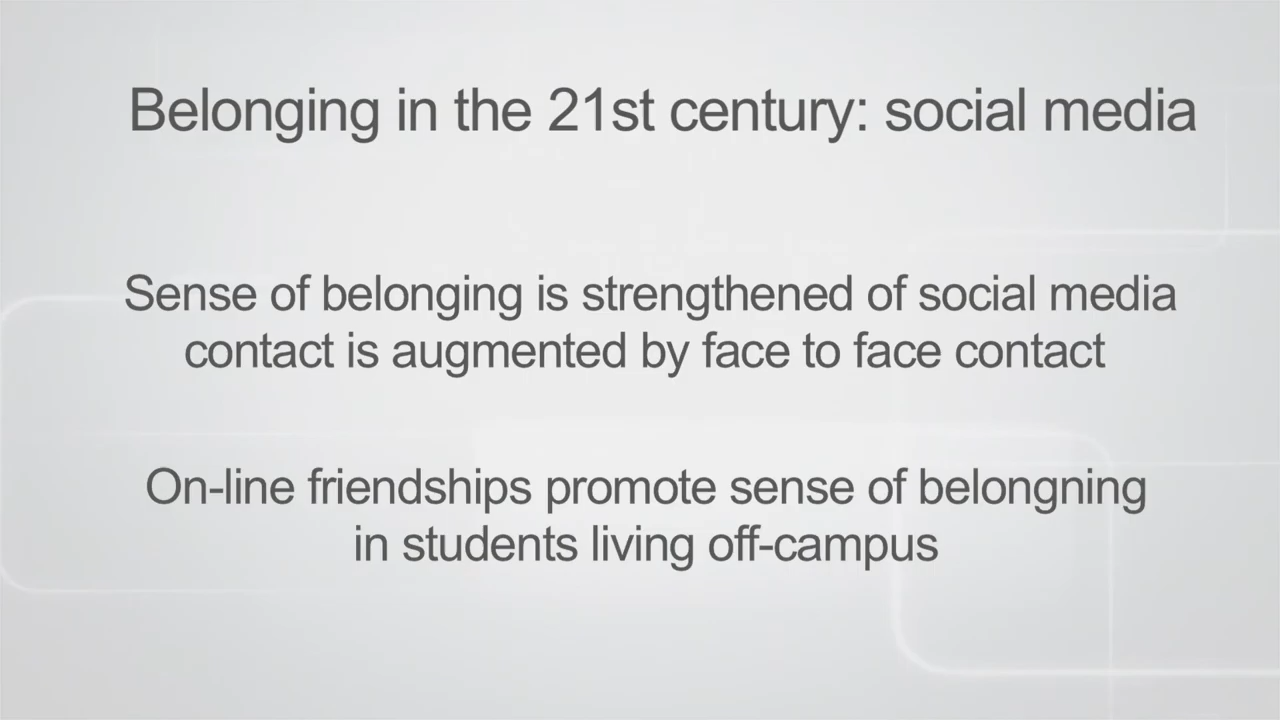 Belonging in the 21st century: social media
Sense of belonging is strengthened of social media
contact is augmented by face to face contact
On-line friendships promote sense of belongning
in students living off-campus